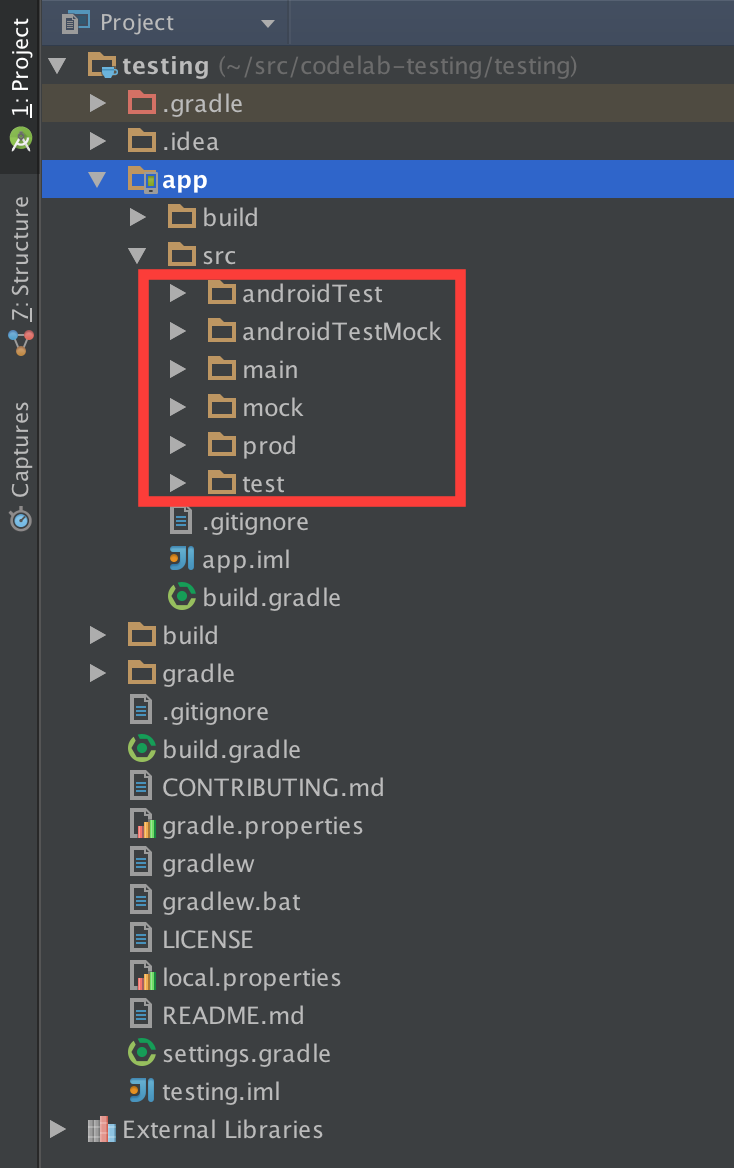 Project
testing (~/src/codelab-testing/testing)
.gradle
.idea
app
build
src
androidTest
androidTestMock
main
mock
prod
test
.gitignore
app.iml
build.gradle
build
gradle
.gitignore
build.gradle
CONTRIBUTING.md
gradle.properties
gradlew
gradlew.bat
LICENSE
local.properties
README.md
settings.gradle
testing.iml
External Libraries
1: Project
7: Structure
Captures